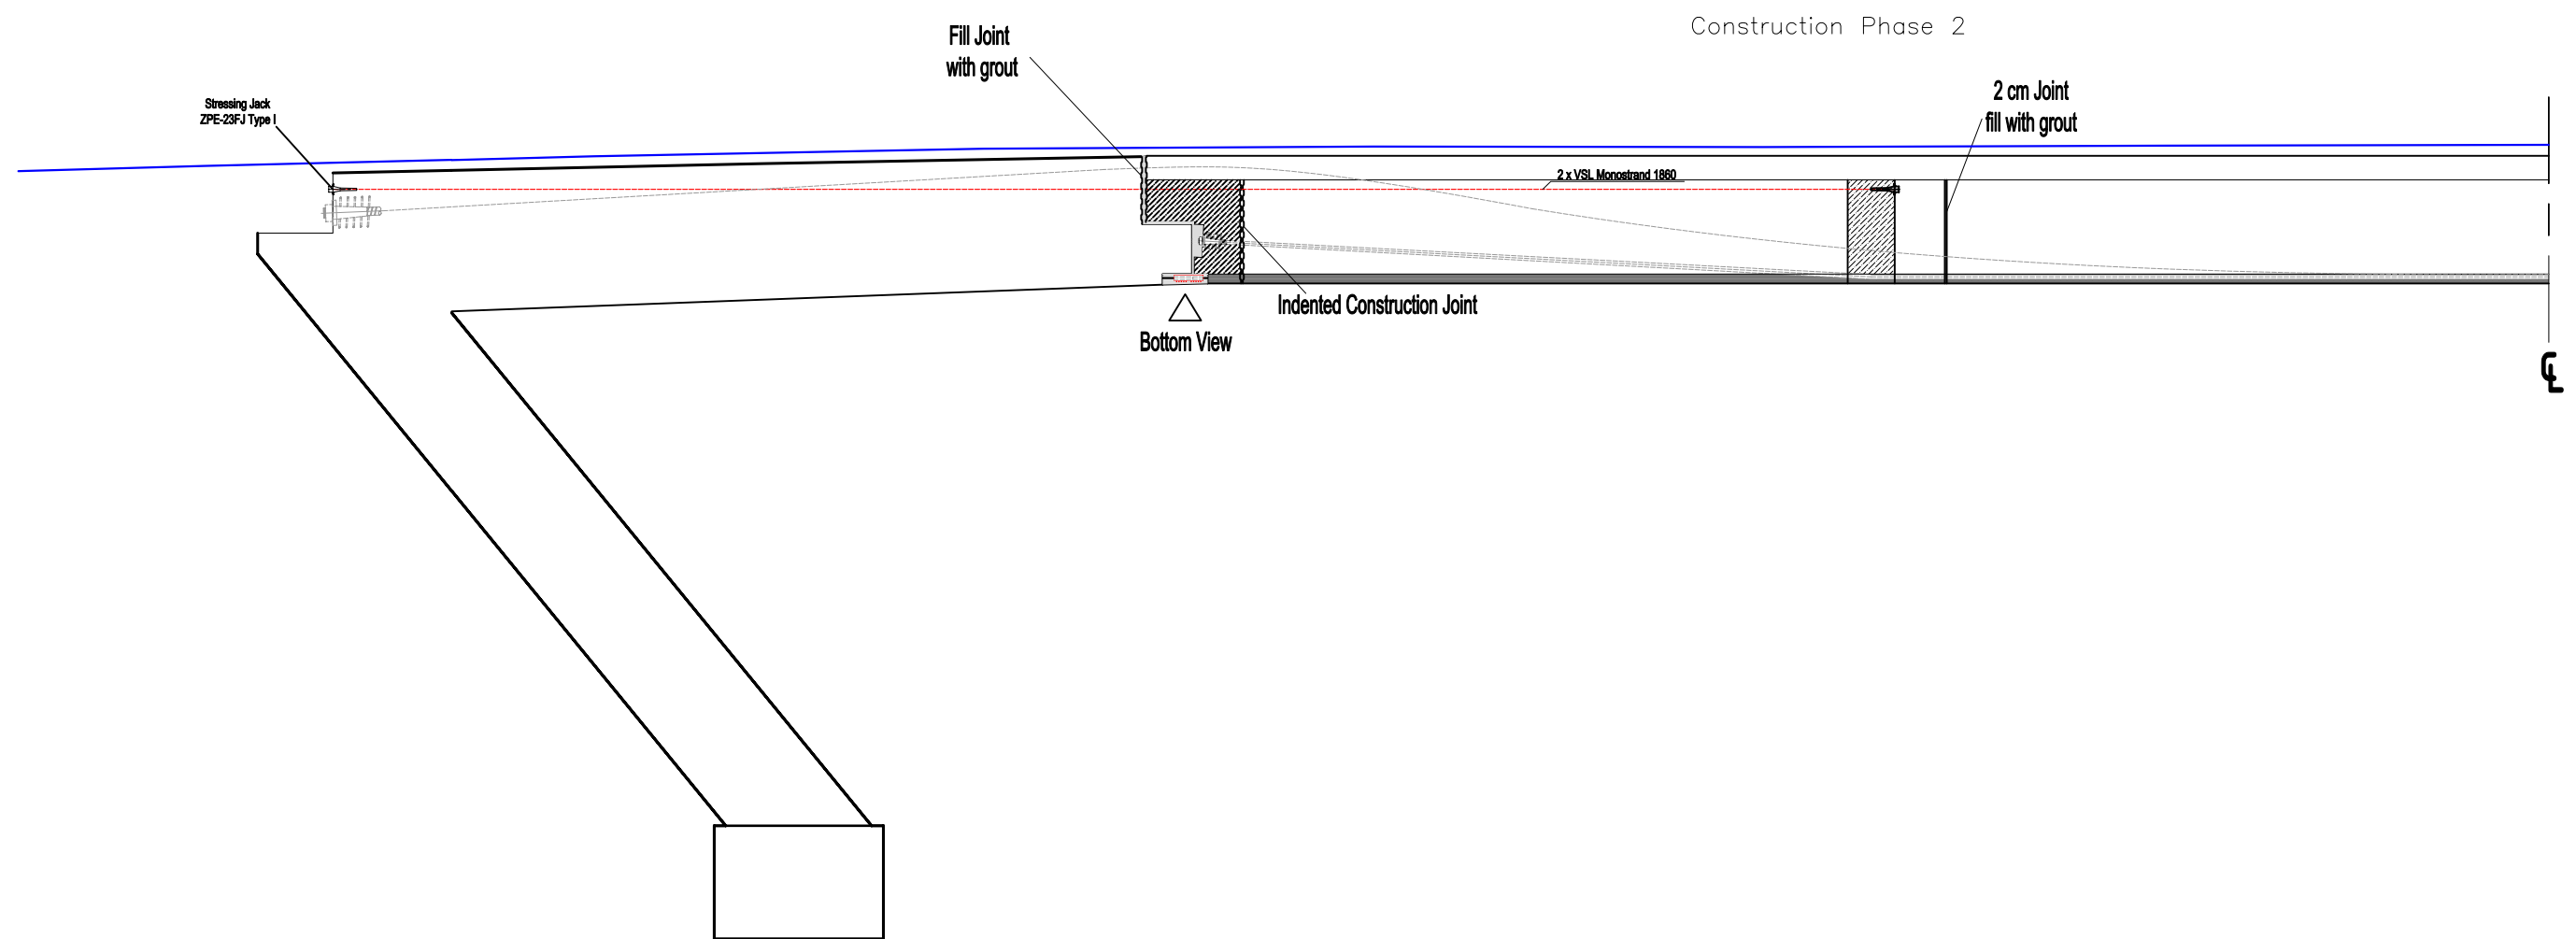 Construction Phase 2
Fill Joint
with grout
2 cm Joint
fill with grout
Stressing Jack
ZPE-23FJ Type I
2 x VSL Monostrand 1860
Indented Construction Joint
Bottom View
CL